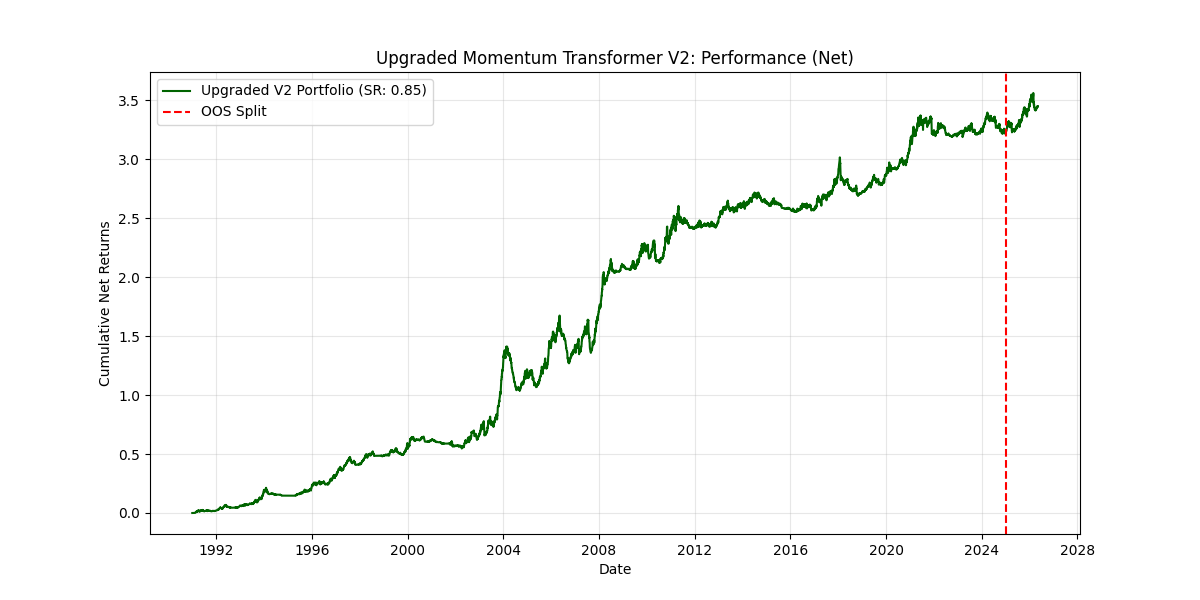 Upgraded Momentum Transformer V2: Performance (Net)
Upgraded V2 Portfolio (SR: 0.85)
OOS Split
Cumulative Net Returns
3.5
3.0
2.5
2.0
1.5
1.0
0.5
0.0
1992 1996 2000 2004 2008 2012 2016 2020 2024 2028
Date